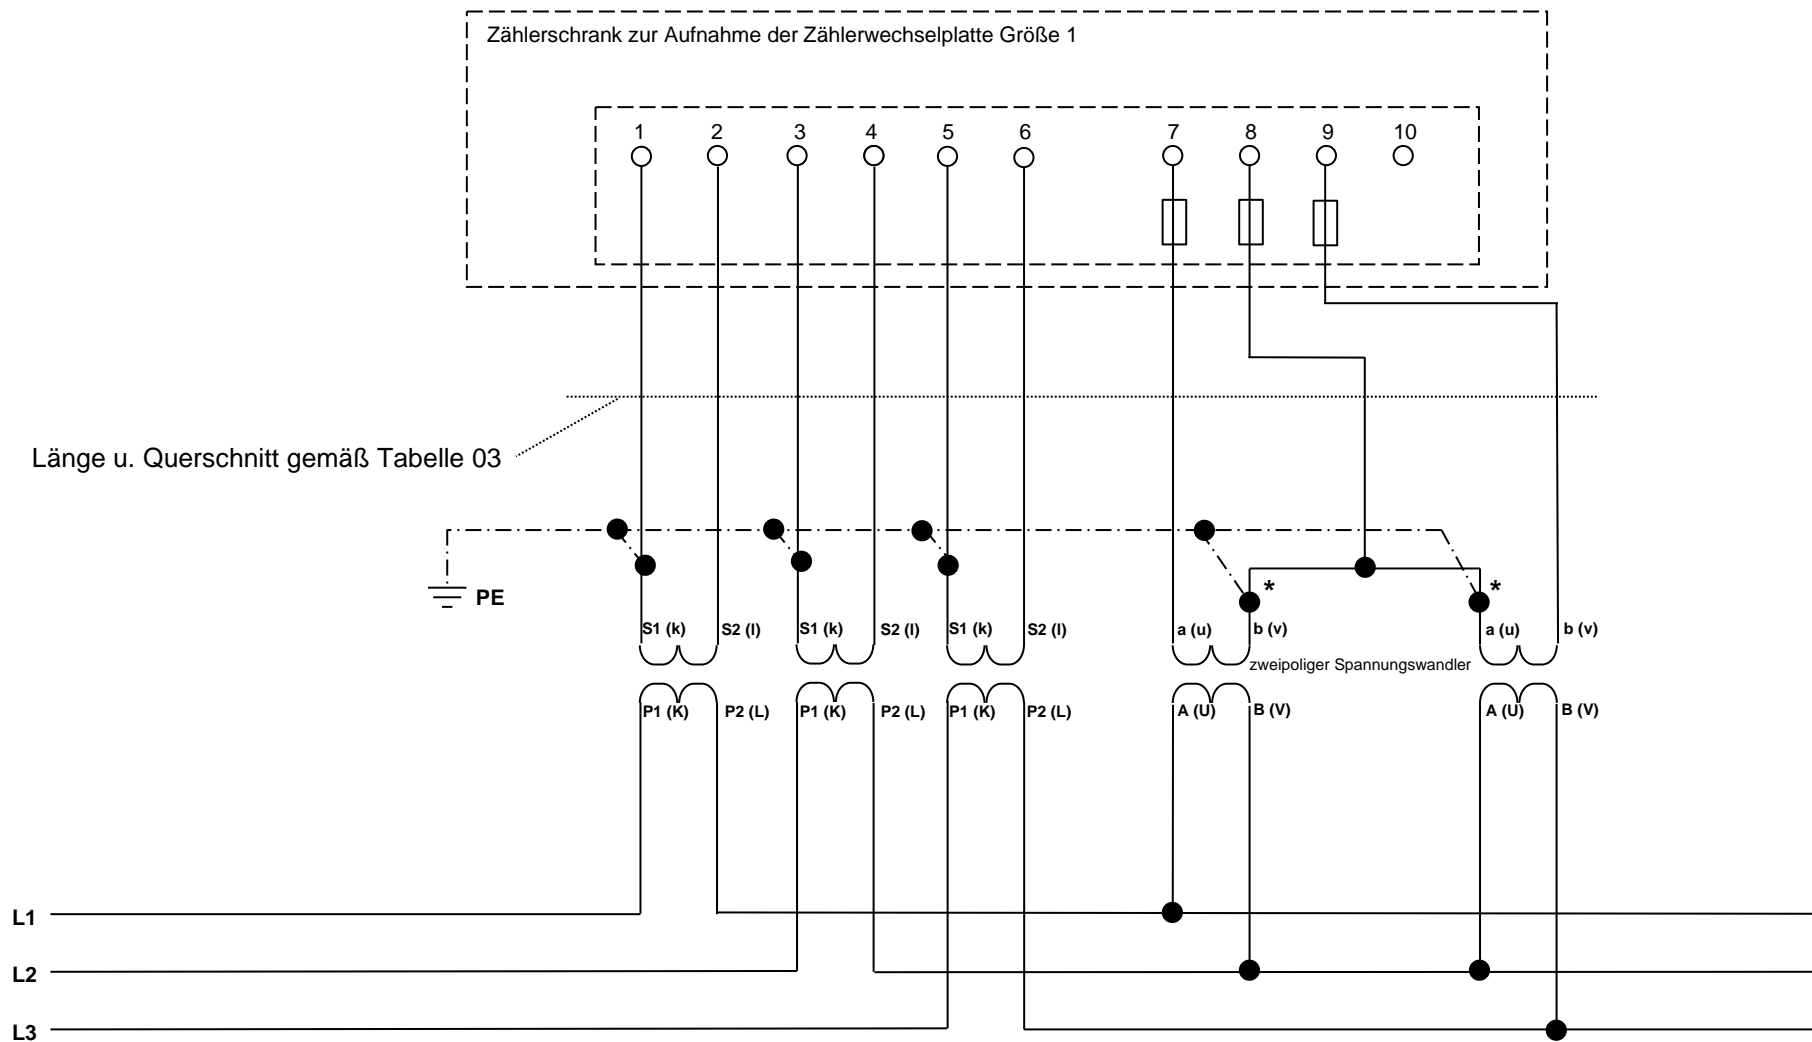 Zählerschrank zur Aufnahme der Zählerwechselplatte Größe 1
1 2 3 4 5 6 7 8 9 10
Länge u. Querschnitt gemäß Tabelle 03
PE
* *
S1 (k) S2 (l) S1 (k) S2 (l) S1 (k) S2 (l) a (u) b (v) a (u) b (v)
zweipoliger Spannungswandler
P1 (K) P2 (L) P1 (K) P2 (L) P1 (K) P2 (L) A (U) B (V) A (U) B (V)
L1
L2
L3